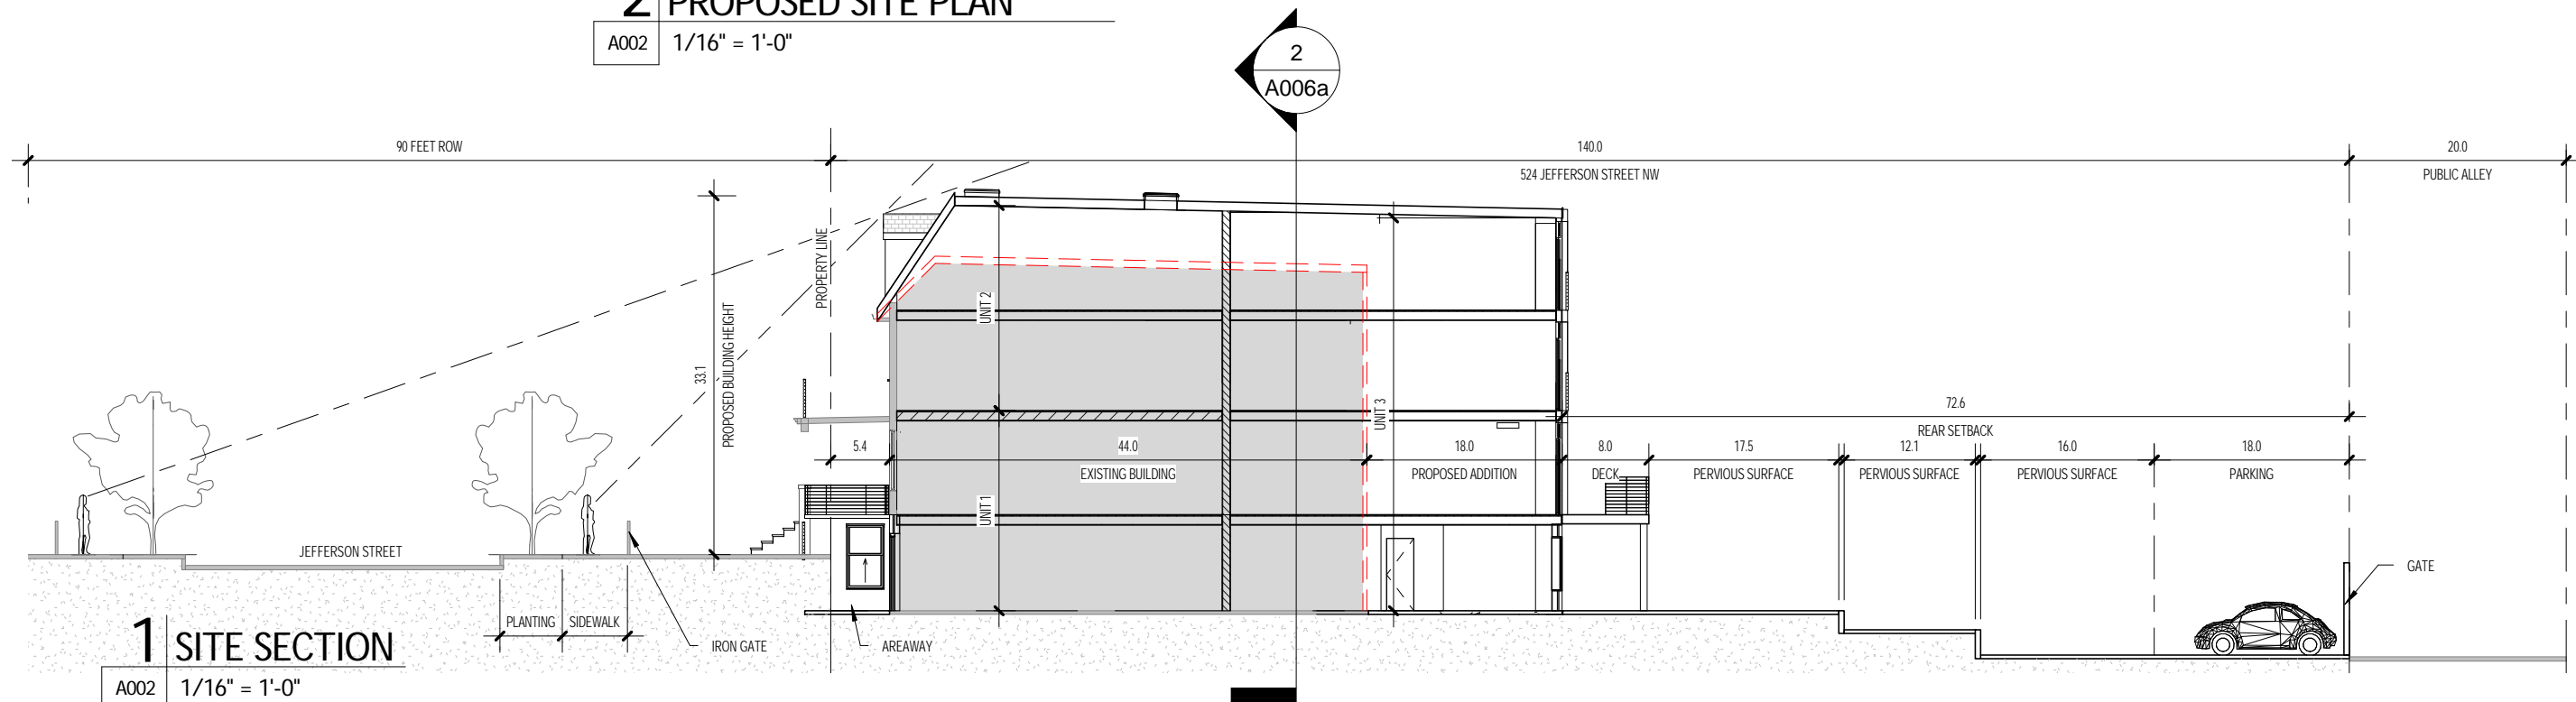 2 PROPOSED SITE PLAN
A002 1/16" = 1'-0"
2
A006a
90 FEET ROW
140.0
20.0
524 JEFFERSON STREET NW
PUBLIC ALLEY
PROPERTY LINE
33.1
PROPOSED BUILDING HEIGHT
UNIT 2
UNIT 1
UNIT 3
72.6
REAR SETBACK
5.4
44.0
18.0
8.0
17.5
12.1
16.0
18.0
EXISTING BUILDING
PROPOSED ADDITION
DECK
PERVIOUS SURFACE
PERVIOUS SURFACE
PERVIOUS SURFACE
PARKING
JEFFERSON STREET
GATE
PLANTING
SIDEWALK
IRON GATE
AREAWAY
1 SITE SECTION
A002 1/16" = 1'-0"